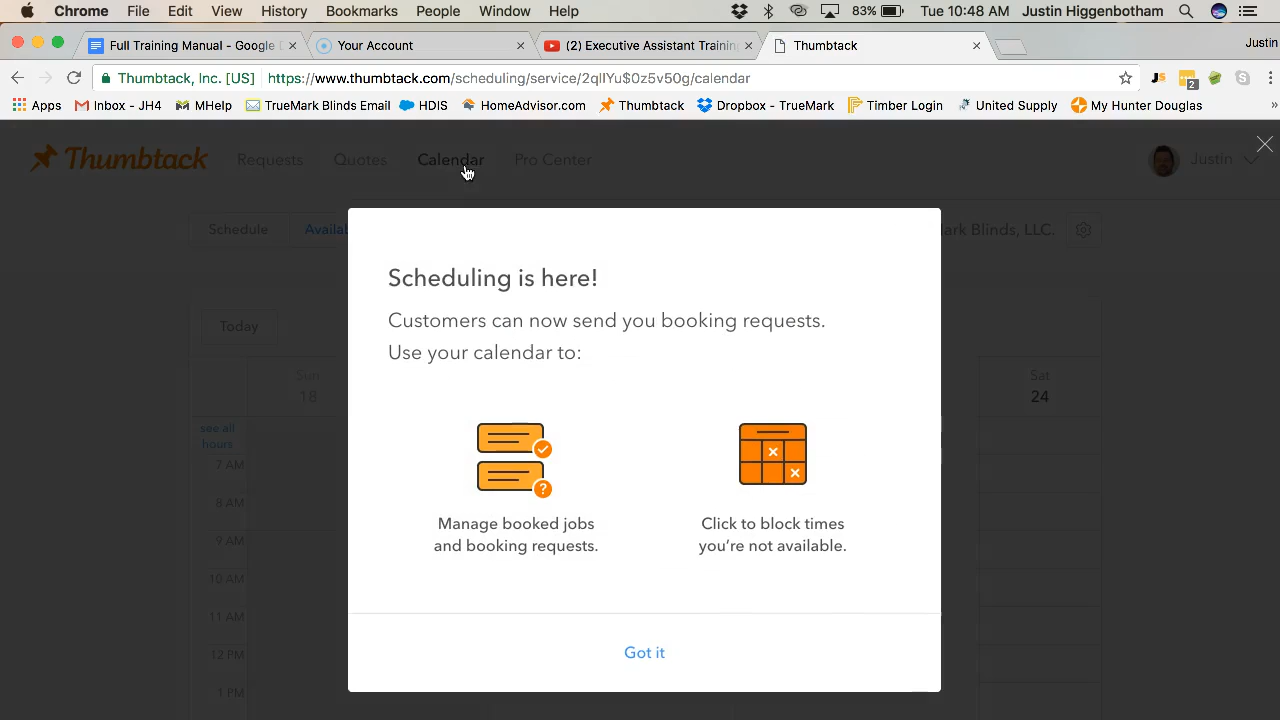 Chrome File Edit View History Bookmarks People Window Help 83% Tue 10:48 AM Justin Higgenbotham
Full Training Manual - Google D Your Account (2) Executive Assistant Training Thumbtack Justin
Thumbtack, Inc. [US] https://www.thumbtack.com/scheduling/service/2qlIYu$0z5v50g/calendar JS 2
Apps Inbox - JH4 MHelp TrueMark Blinds Email HDIS HomeAdvisor.com Thumbtack Dropbox - TrueMark Timber Login United Supply My Hunter Douglas »
Thumbtack Requests Quotes Calendar Pro Center Justin
Schedule Availab ark Blinds, LLC.
Scheduling is here!
Customers can now send you booking requests.
Use your calendar to:
Today
Sun Sat
18 24
see all
hours
7 AM
8 AM
9 AM
10 AM
11 AM
12 PM
1 PM
Manage booked jobs
and booking requests.
Click to block times
you're not available.
Got it